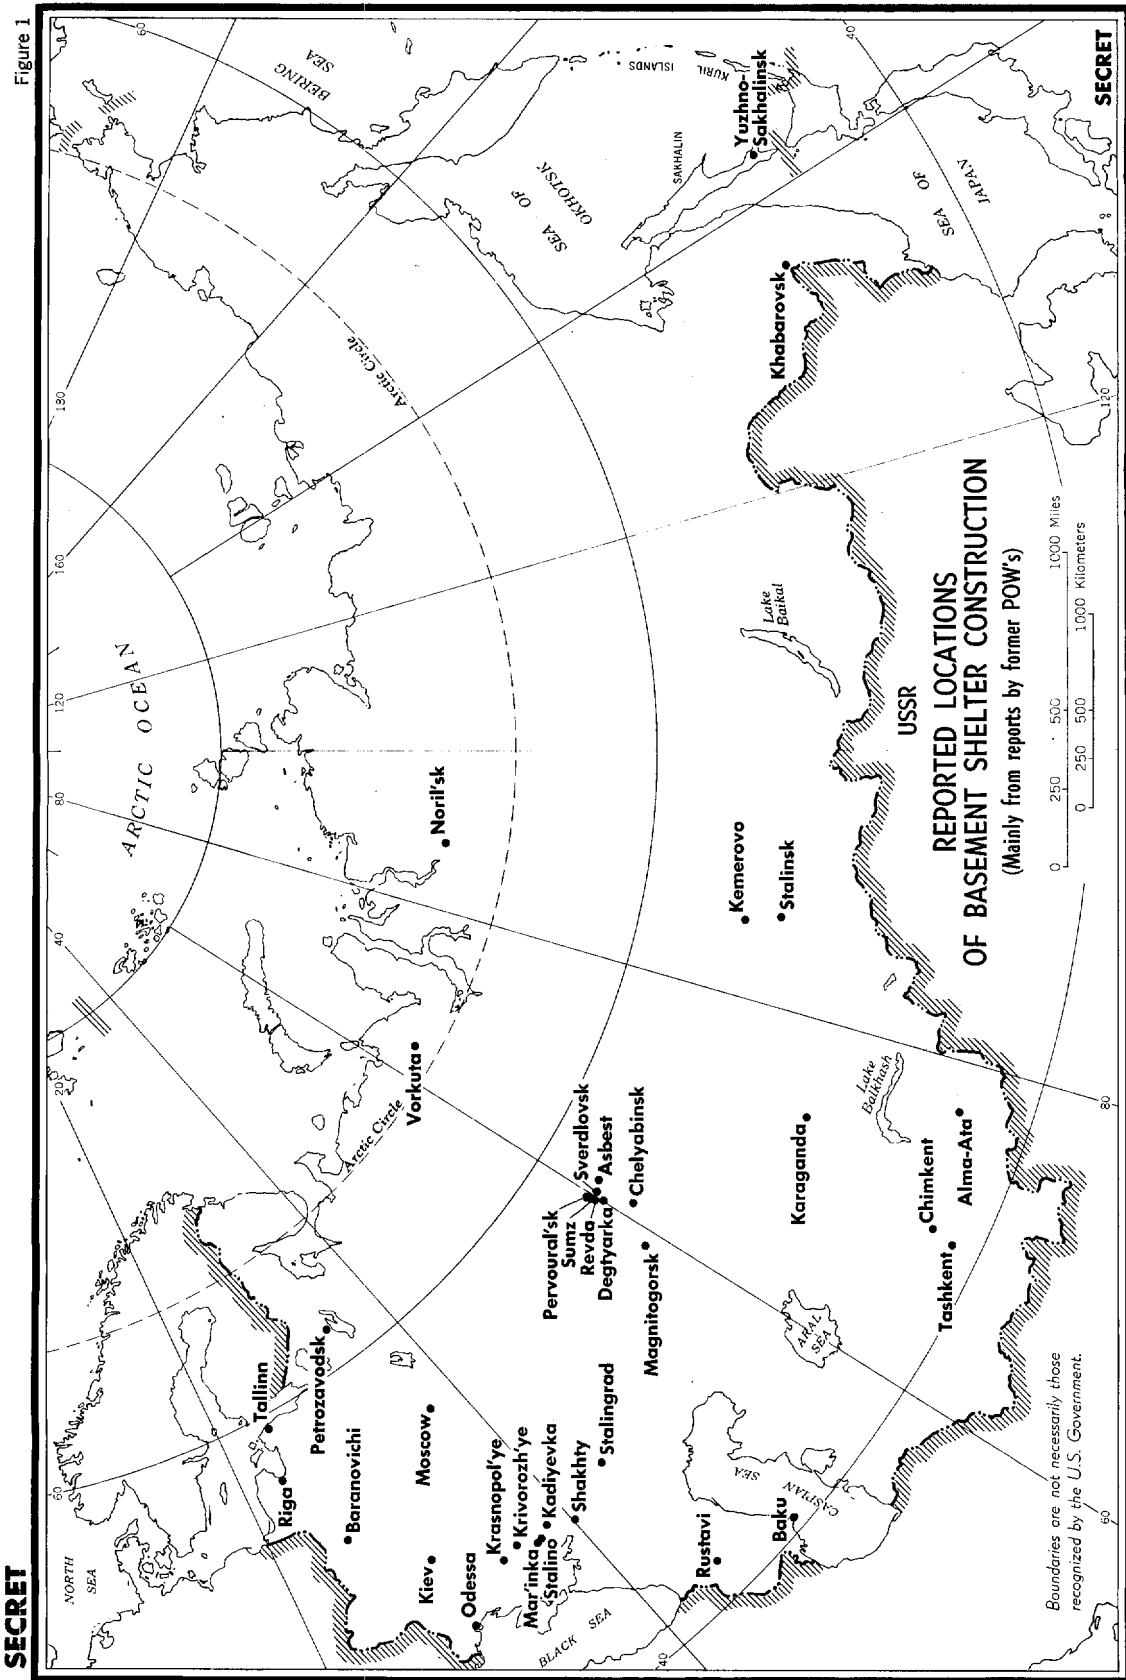 Figure 1
SECRET
60
180
160
120
80
40
20
60
ARCTIC OCEAN
BERING
SEA
Arctic Circle
Arctic Circle
NORTH
SEA
SEA OF
OKHOTSK
KURIL
ISLANDS
SAKHALIN
Yuzhno-
Sakhalinsk
40
SEA OF
JAPAN
Khabarovsk
120
Noril'sk
Vorkuta
Lake
Baikal
Kemerovo
Stalinsk
Tallinn
Riga
Petrozavodsk
Baranovichi
Moscow
Kiev
Odessa
Krasnopol'ye
Krivorozh'ye
Mar'inka
Stalino
Kadiyevka
Shakhty
Stalingrad
Pervoural'sk
Sumz
Revda
Degtyarka
Sverdlovsk
Asbest
Chelyabinsk
Magnitogorsk
Karaganda
Lake
Balkhash
Chimkent
Alma-Ata
Tashkent
ARAL
SEA
CASPIAN
SEA
Rustavi
Baku
BLACK SEA
40
60
80
USSR
REPORTED LOCATIONS
OF BASEMENT SHELTER CONSTRUCTION
(Mainly from reports by former POW's)
0 250 500 1000 Miles
0 250 500 1000 Kilometers
Boundaries are not necessarily those
recognized by the U.S. Government.
SECRET